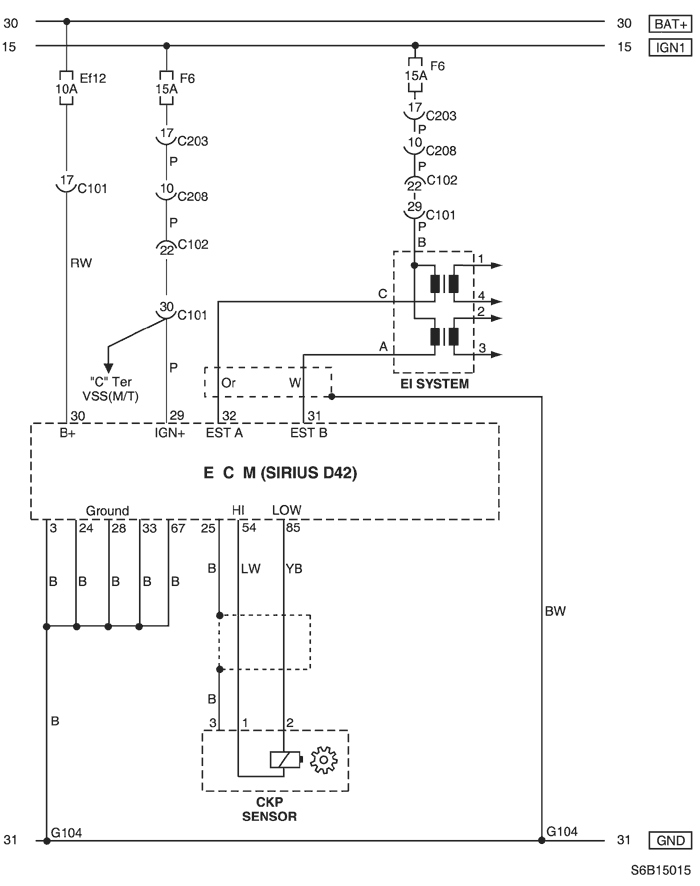 30 30 BAT+
15 15 IGN1
Ef12 F6 F6
10A 15A 15A
17 C203
P
17 C203
P
10 C208
P
17 C101
10 C208
P
22 C102
29 C101
P
22 C102
B
RW
1
C 4
30 C101
2
A 3
"C" Ter
VSS(M/T)
P
Or W
EI SYSTEM
30 29 32 31
B+ IGN+ EST A EST B
E C M (SIRIUS D42)
Ground HI LOW
3 24 28 33 67 25 54 85
B B B B B B LW YB
BW
B
B
3 1 2
CKP
SENSOR
31 G104 G104 31 GND
S6B15015